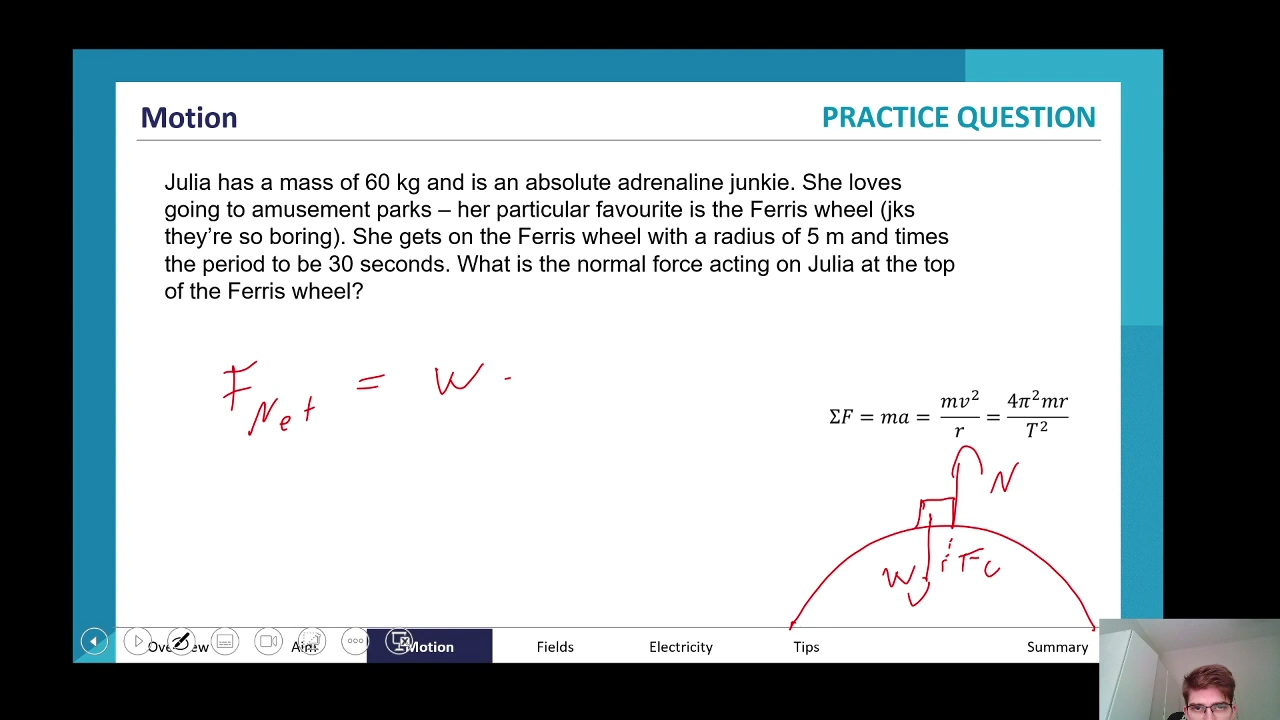 Motion
PRACTICE QUESTION
Julia has a mass of 60 kg and is an absolute adrenaline junkie. She loves
going to amusement parks – her particular favourite is the Ferris wheel (jks
they're so boring). She gets on the Ferris wheel with a radius of 5 m and times
the period to be 30 seconds. What is the normal force acting on Julia at the top
of the Ferris wheel?
F_Net = W -
ΣF = ma = mv²/r = 4π²mr/T²
N
W
Fc
Overview Aim Motion Fields Electricity Tips Summary